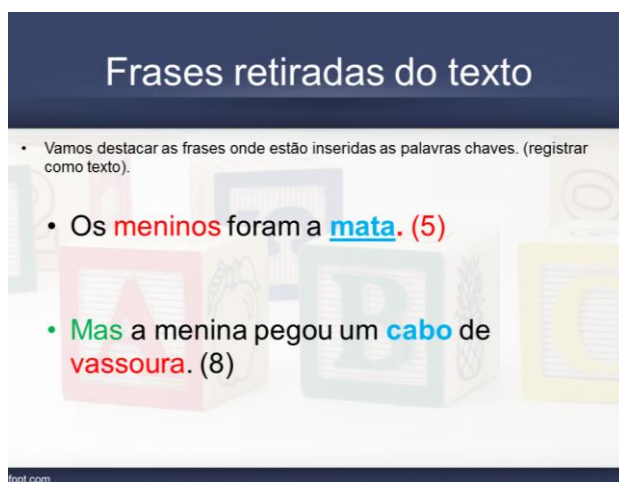 Frases retiradas do texto
• Vamos destacar as frases onde estão inseridas as palavras chaves. (registrar
como texto).
• Os meninos foram a mata. (5)
• Mas a menina pegou um cabo de
vassoura. (8)
A B C
fppt.com